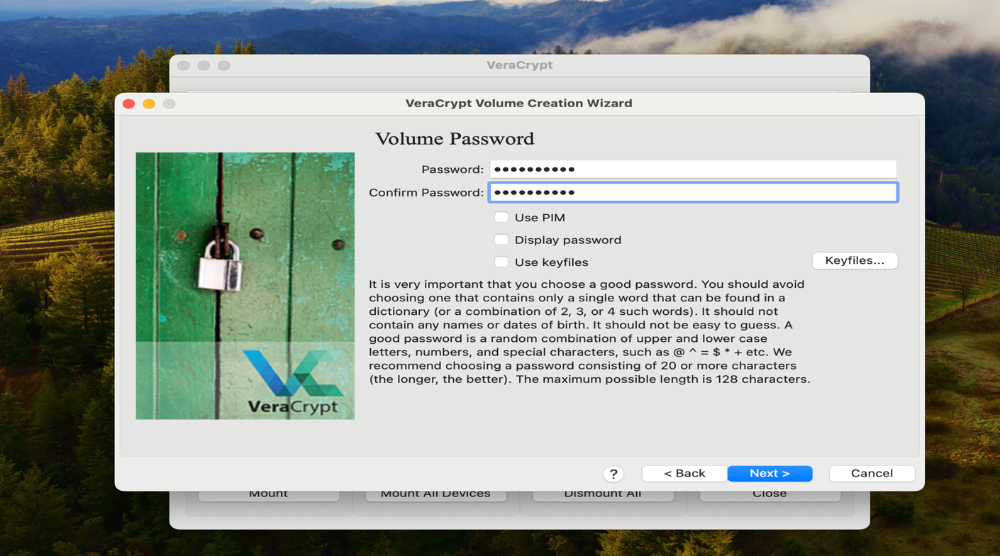 VeraCrypt
VeraCrypt Volume Creation Wizard
Volume Password
Password: ●●●●●●●●●●
Confirm Password: ●●●●●●●●●●
Use PIM
Display password
Use keyfiles
Keyfiles...
It is very important that you choose a good password. You should avoid
choosing one that contains only a single word that can be found in a
dictionary (or a combination of 2, 3, or 4 such words). It should not
contain any names or dates of birth. It should not be easy to guess. A
good password is a random combination of upper and lower case
letters, numbers, and special characters, such as @ ^ = $ * + etc. We
recommend choosing a password consisting of 20 or more characters
(the longer, the better). The maximum possible length is 128 characters.
VeraCrypt
?
< Back
Next >
Cancel
Mount
Mount All Devices
Dismount All
Close